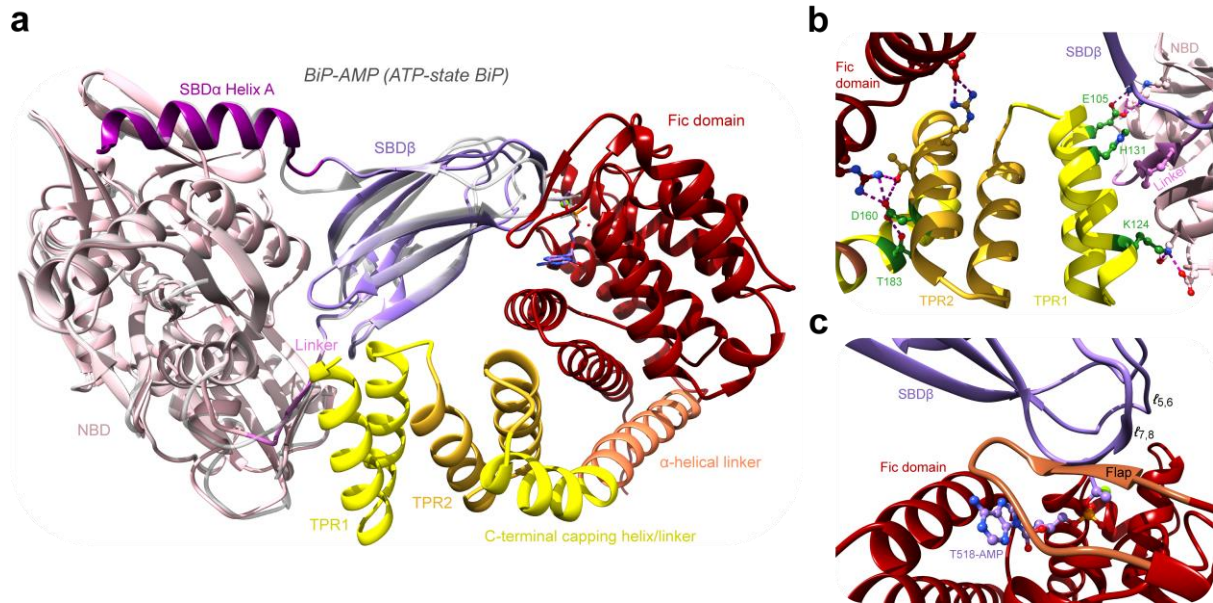 a
BiP-AMP (ATP-state BiP)
SBDα Helix A
SBDβ
Fic domain
Linker
NBD
TPR1
TPR2
α-helical linker
C-terminal capping helix/linker
b
SBDβ
NBD
Fic domain
E105
H131
Linker
D160
K124
T183
TPR2
TPR1
c
SBDβ
ℓ5,6
ℓ7,8
Fic domain
Flap
T518-AMP